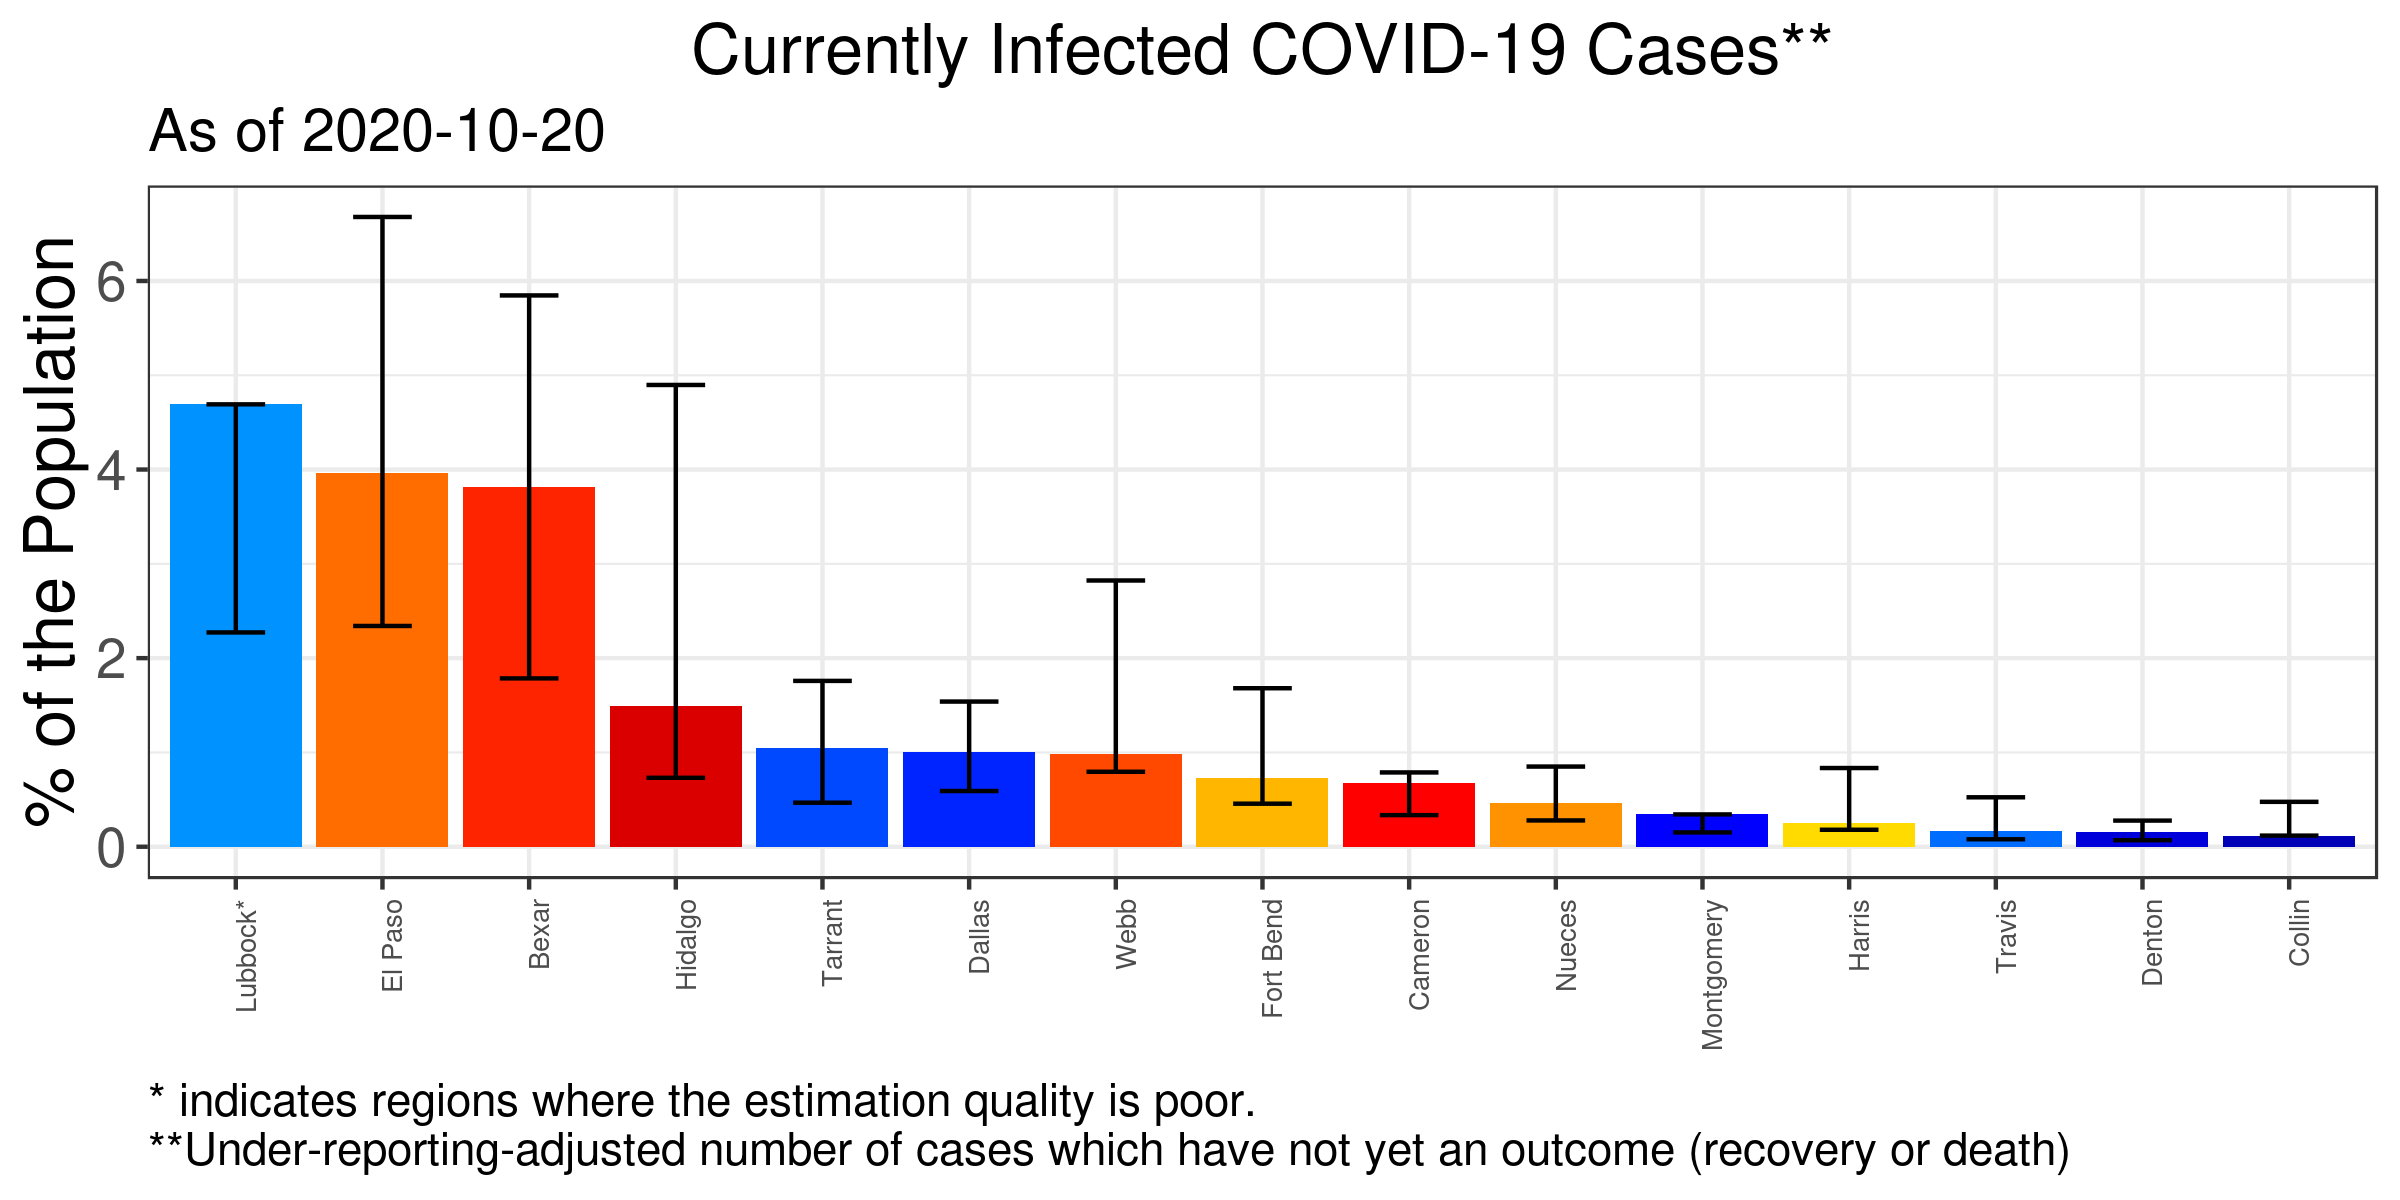 Currently Infected COVID-19 Cases**
As of 2020-10-20
% of the Population
6
4
2
0
Lubbock*
El Paso
Bexar
Hidalgo
Tarrant
Dallas
Webb
Fort Bend
Cameron
Nueces
Montgomery
Harris
Travis
Denton
Collin
* indicates regions where the estimation quality is poor.
**Under-reporting-adjusted number of cases which have not yet an outcome (recovery or death)